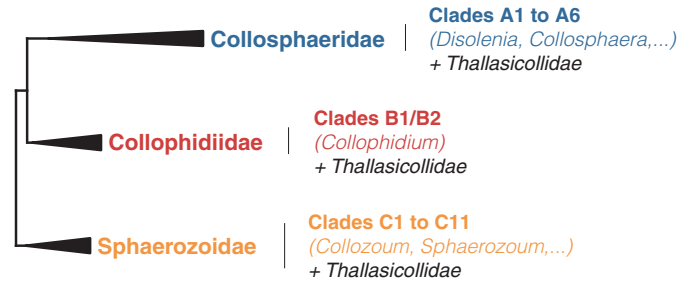 Collosphaeridae
Clades A1 to A6
(Disolenia, Collosphaera,...)
+ Thallasicollidae
Collophidiidae
Clades B1/B2
(Collophidium)
+ Thallasicollidae
Sphaerozoidae
Clades C1 to C11
(Collozoum, Sphaerozoum,...)
+ Thallasicollidae